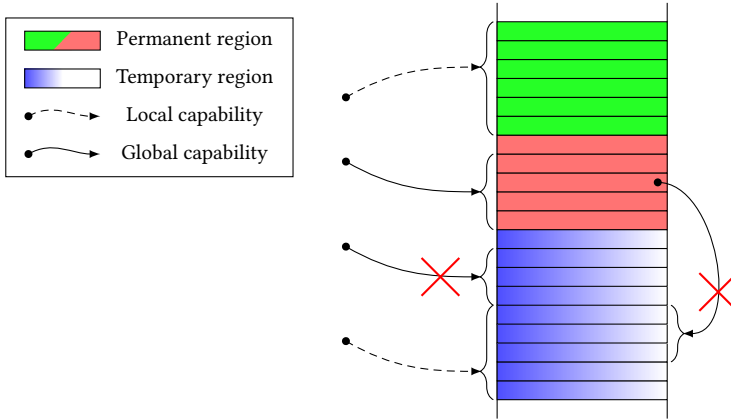 Permanent region
Temporary region
Local capability
Global capability